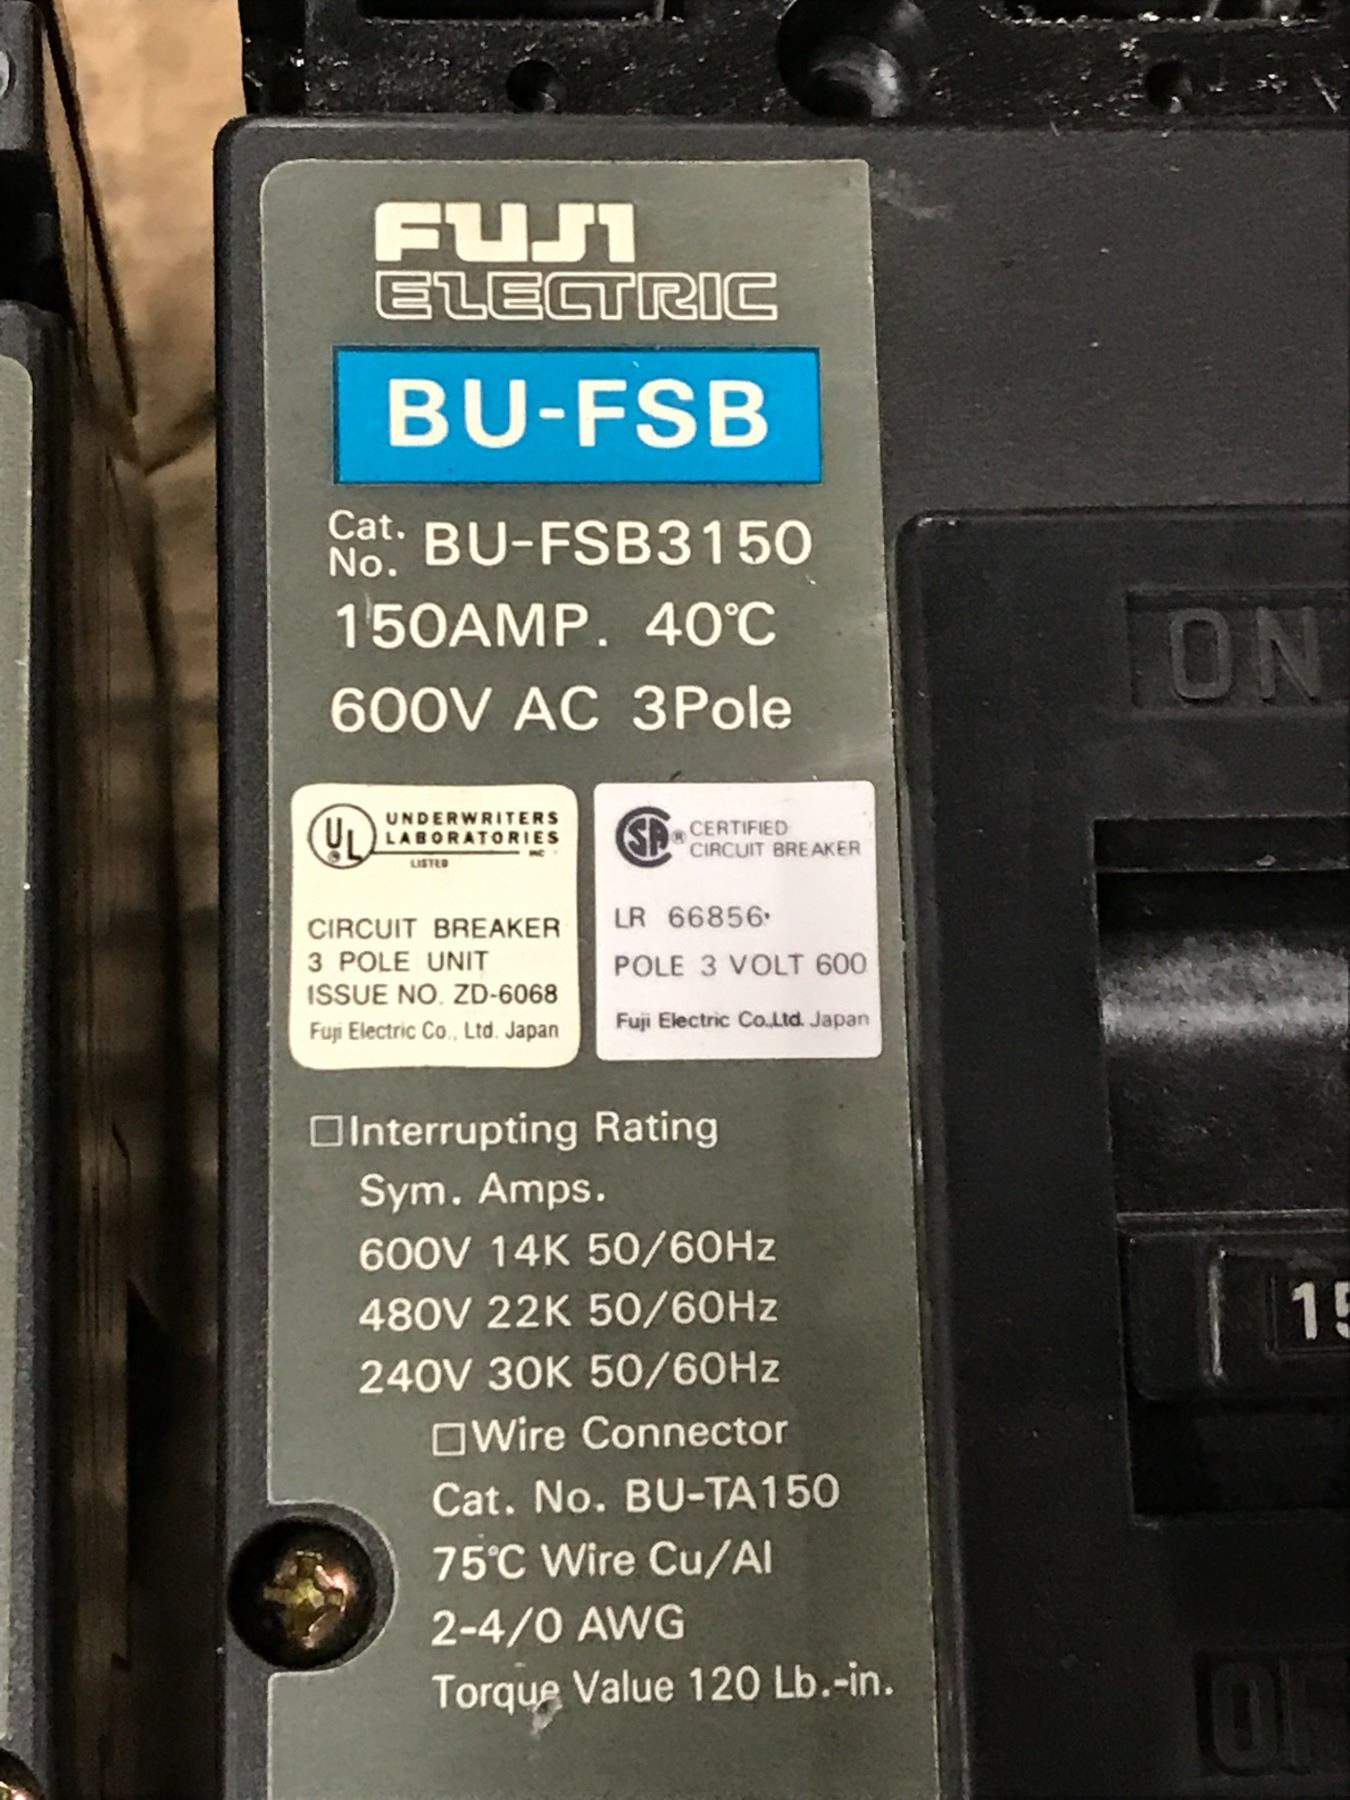 FUJI
ELECTRIC
BU-FSB
Cat. No. BU-FSB3150
150AMP. 40℃
600V AC 3Pole
UL® UNDERWRITERS
LABORATORIES
INC
LISTED
CIRCUIT BREAKER
3 POLE UNIT
ISSUE NO. ZD-6068
Fuji Electric Co., Ltd. Japan
SA® CERTIFIED
CIRCUIT BREAKER
LR 66856
POLE 3 VOLT 600
Fuji Electric Co.,Ltd. Japan
□Interrupting Rating
Sym. Amps.
600V 14K 50/60Hz
480V 22K 50/60Hz
240V 30K 50/60Hz
□Wire Connector
Cat. No. BU-TA150
75℃ Wire Cu/Al
2-4/0 AWG
Torque Value 120 Lb.-in.
ON
15